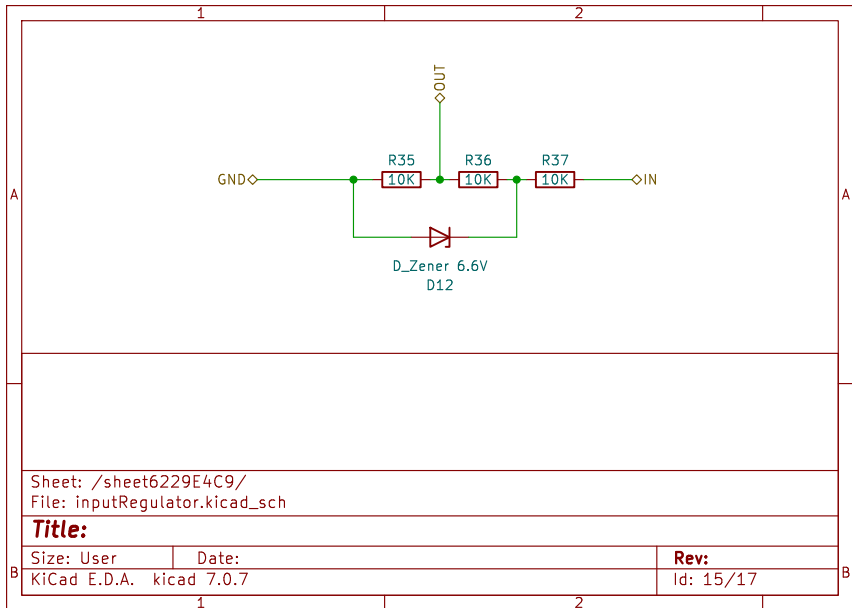 1 2
OUT
R35 R36 R37
GND 10K 10K 10K IN
A A
D_Zener 6.6V
D12
Sheet: /sheet6229E4C9/
File: inputRegulator.kicad_sch
Title:
Size: User Date: Rev:
B B
KiCad E.D.A. kicad 7.0.7 Id: 15/17
1 2